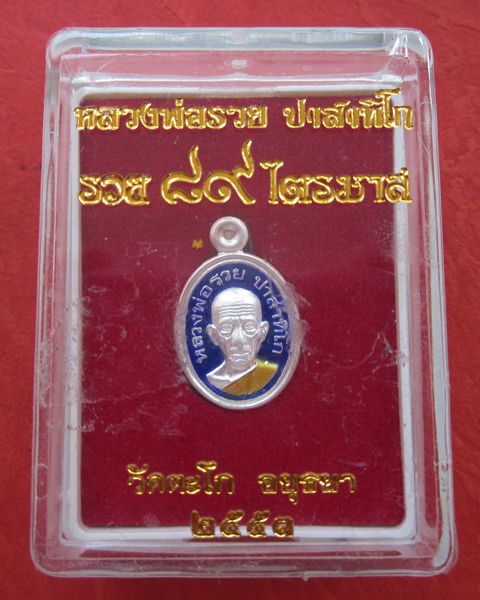 หลวงพ่อรวย ปาสาทิโก
รวย ๘๙ ไตรมาส
หลวงพ่อรวย ปาสาทิโก
วัดตะโก อยุธยา
๒๕๕๓